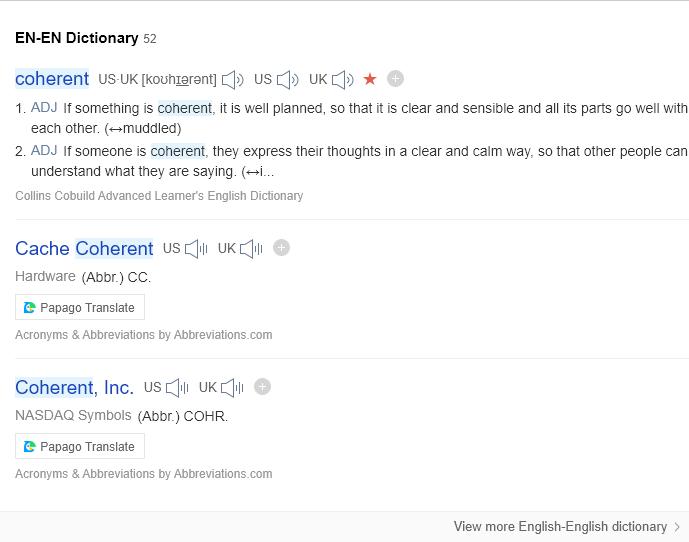 EN-EN Dictionary 52
coherent US·UK [koʊhɪərənt] US UK
1. ADJ If something is coherent, it is well planned, so that it is clear and sensible and all its parts go well with
each other. (↔muddled)
2. ADJ If someone is coherent, they express their thoughts in a clear and calm way, so that other people can
understand what they are saying. (↔i...
Collins Cobuild Advanced Learner's English Dictionary
Cache Coherent US UK
Hardware (Abbr.) CC.
Papago Translate
Acronyms & Abbreviations by Abbreviations.com
Coherent, Inc. US UK
NASDAQ Symbols (Abbr.) COHR.
Papago Translate
Acronyms & Abbreviations by Abbreviations.com
View more English-English dictionary >